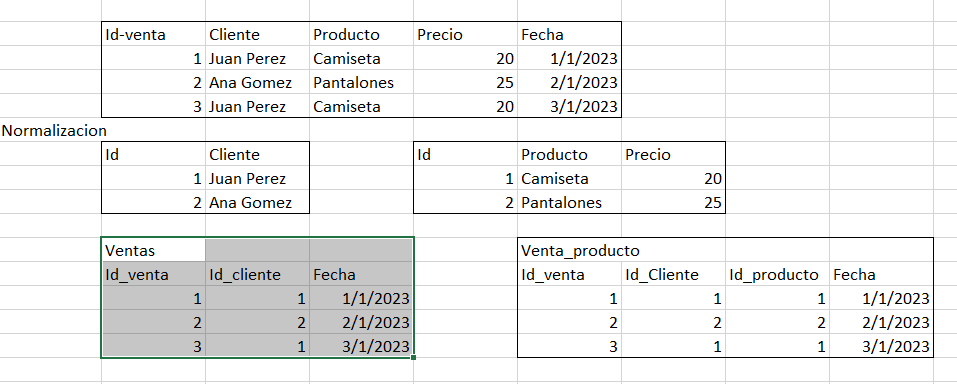 Id-venta Cliente Producto Precio Fecha
1 Juan Perez Camiseta 20 1/1/2023
2 Ana Gomez Pantalones 25 2/1/2023
3 Juan Perez Camiseta 20 3/1/2023
Normalizacion
Id Cliente Id Producto Precio
1 Juan Perez 1 Camiseta 20
2 Ana Gomez 2 Pantalones 25
Ventas Venta_producto
Id_venta Id_cliente Fecha Id_venta Id_Cliente Id_producto Fecha
1 1 1/1/2023 1 1 1 1/1/2023
2 2 2/1/2023 2 2 2 2/1/2023
3 1 3/1/2023 3 1 1 3/1/2023